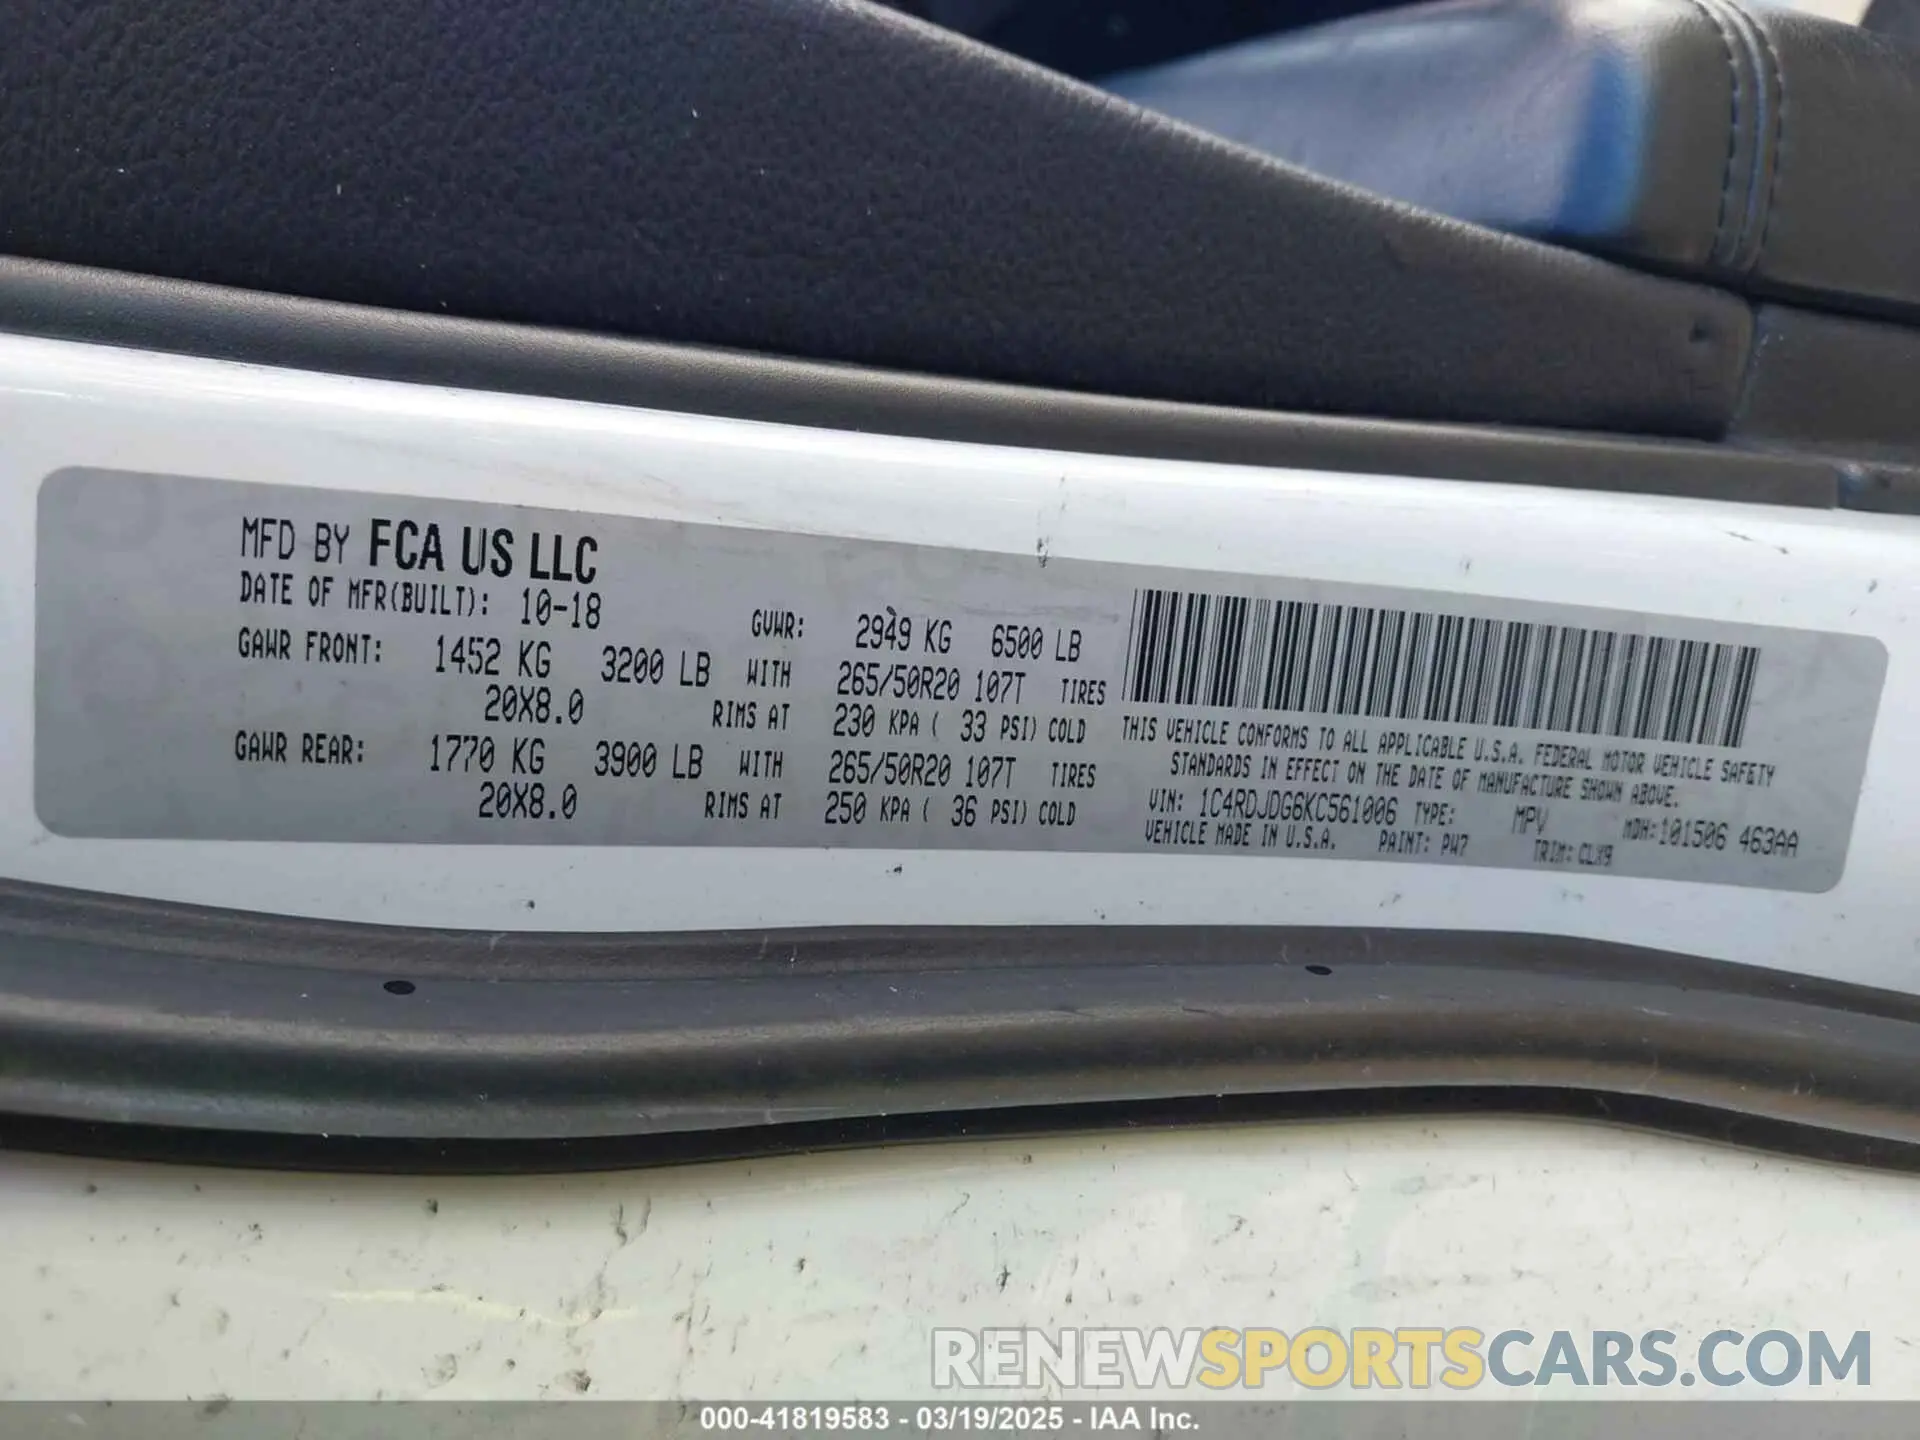 MFD BY FCA US LLC
DATE OF MFR(BUILT): 10-18 GVWR: 2949 KG 6500 LB
GAWR FRONT: 1452 KG 3200 LB WITH 265/50R20 107T TIRES
20X8.0 RIMS AT 230 KPA ( 33 PSI) COLD
GAWR REAR: 1770 KG 3900 LB WITH 265/50R20 107T TIRES
20X8.0 RIMS AT 250 KPA ( 36 PSI) COLD
THIS VEHICLE CONFORMS TO ALL APPLICABLE U.S.A. FEDERAL MOTOR VEHICLE SAFETY
STANDARDS IN EFFECT ON THE DATE OF MANUFACTURE SHOWN ABOVE.
VIN: 1C4RDJDG6KC561006 TYPE: MPV MDH:101506 463AA
VEHICLE MADE IN U.S.A. PAINT: PW7 TRIM: CLX9
RENEWSPORTSCARS.COM
000-41819583 - 03/19/2025 - IAA Inc.